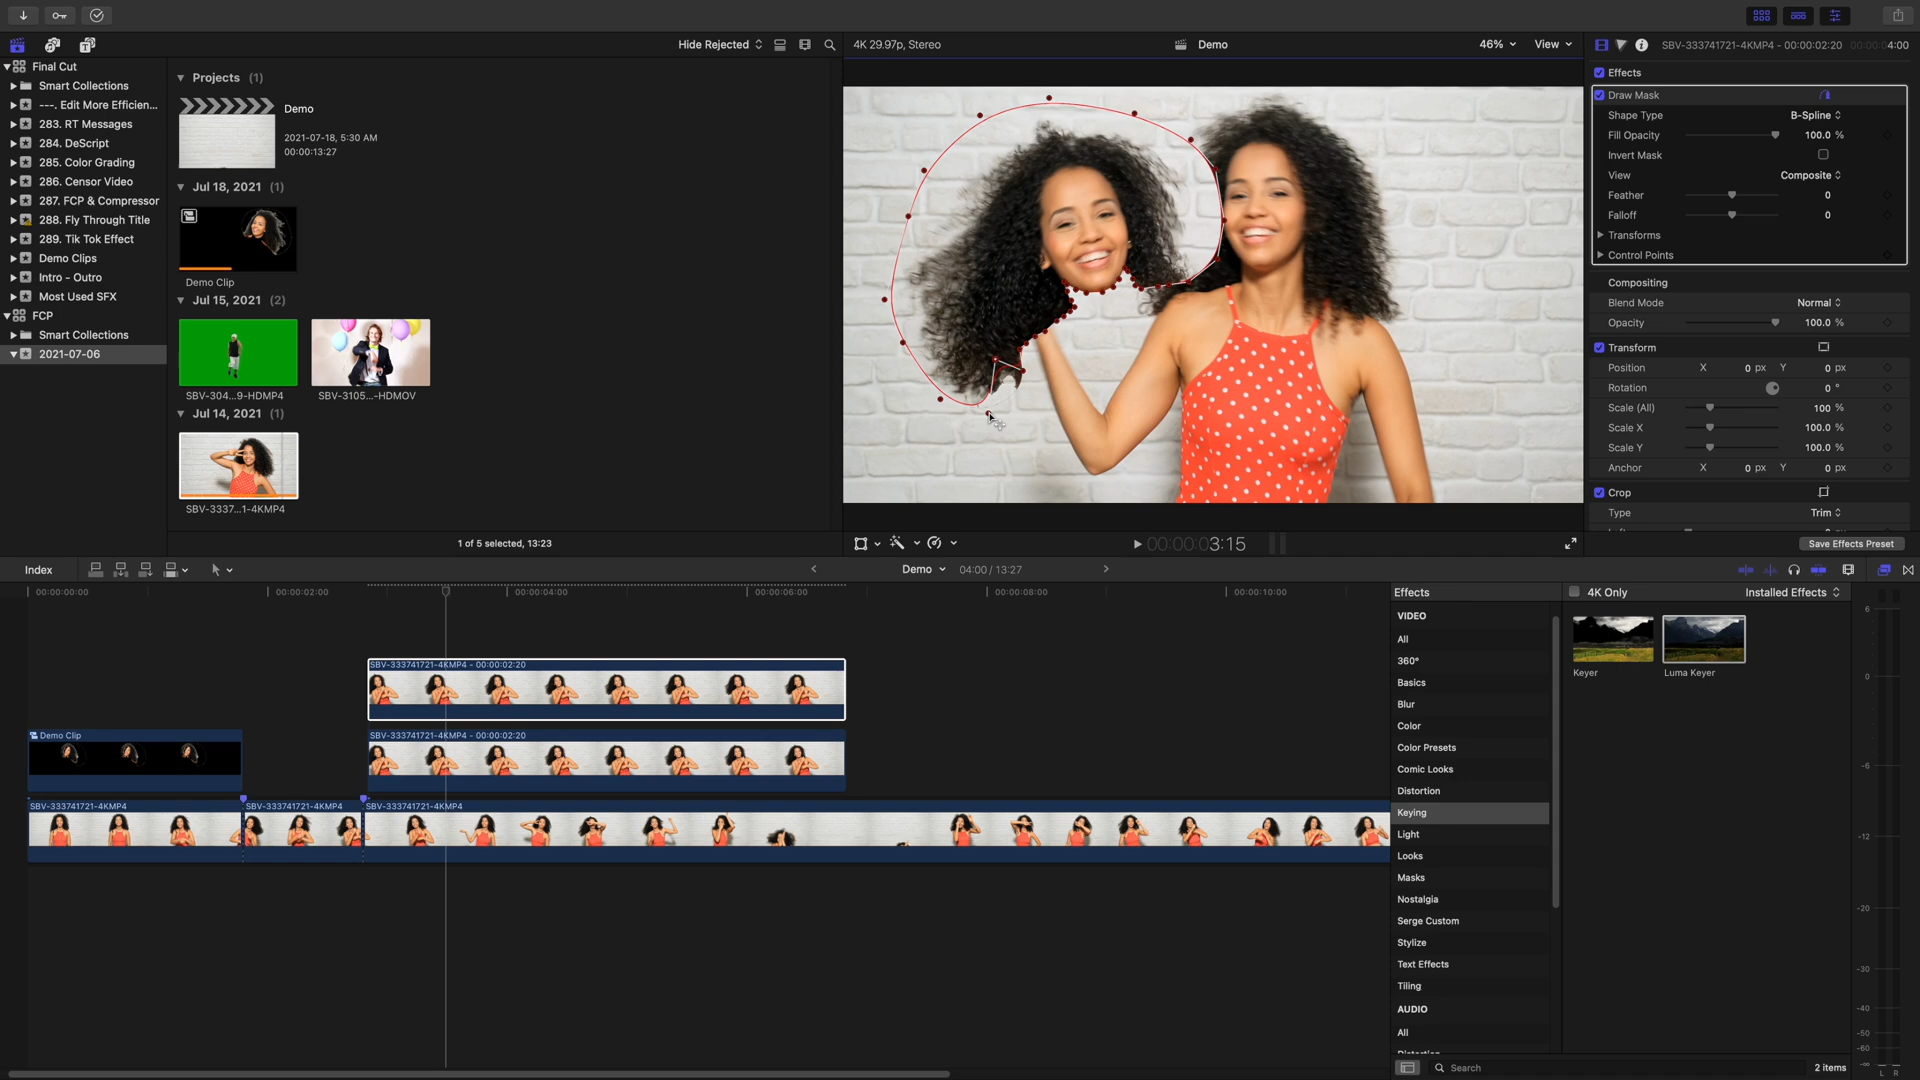 Hide Rejected
4K 29.97p, Stereo
Demo
46%
View
SBV-333741721-4KMP4 - 00:00:02:20
00:00:04:00
Final Cut
Smart Collections
---. Edit More Efficien...
283. RT Messages
284. DeScript
285. Color Grading
286. Censor Video
287. FCP & Compressor
288. Fly Through Title
289. Tik Tok Effect
Demo Clips
Intro - Outro
Most Used SFX
FCP
Smart Collections
2021-07-06
Projects (1)
Demo
2021-07-18, 5:30 AM
00:00:13:27
Jul 18, 2021 (1)
Demo Clip
Jul 15, 2021 (2)
SBV-304...9-HDMP4
SBV-3105...-HDMOV
Jul 14, 2021 (1)
SBV-3337...1-4KMP4
1 of 5 selected, 13:23
00:00:03:15
Effects
Draw Mask
Shape Type B-Spline
Fill Opacity 100.0 %
Invert Mask
View Composite
Feather 0
Falloff 0
Transforms
Control Points
Compositing
Blend Mode Normal
Opacity 100.0 %
Transform
Position X 0 px Y 0 px
Rotation 0 °
Scale (All) 100 %
Scale X 100.0 %
Scale Y 100.0 %
Anchor X 0 px Y 0 px
Crop
Type Trim
Save Effects Preset
Index
Demo
04:00 / 13:27
00:00:00:00
00:00:02:00
00:00:04:00
00:00:06:00
00:00:08:00
00:00:10:00
SBV-333741721-4KMP4 - 00:00:02:20
Demo Clip
SBV-333741721-4KMP4 - 00:00:02:20
SBV-333741721-4KMP4
SBV-333741721-4KMP4
SBV-333741721-4KMP4
Effects
4K Only
Installed Effects
VIDEO
All
360°
Basics
Blur
Color
Color Presets
Comic Looks
Distortion
Keying
Light
Looks
Masks
Nostalgia
Serge Custom
Stylize
Text Effects
Tiling
AUDIO
All
Distortion
Keyer
Luma Keyer
Search
2 items
6
0
-6
-12
-20
-30
-40
-50
-60
-∞
L R